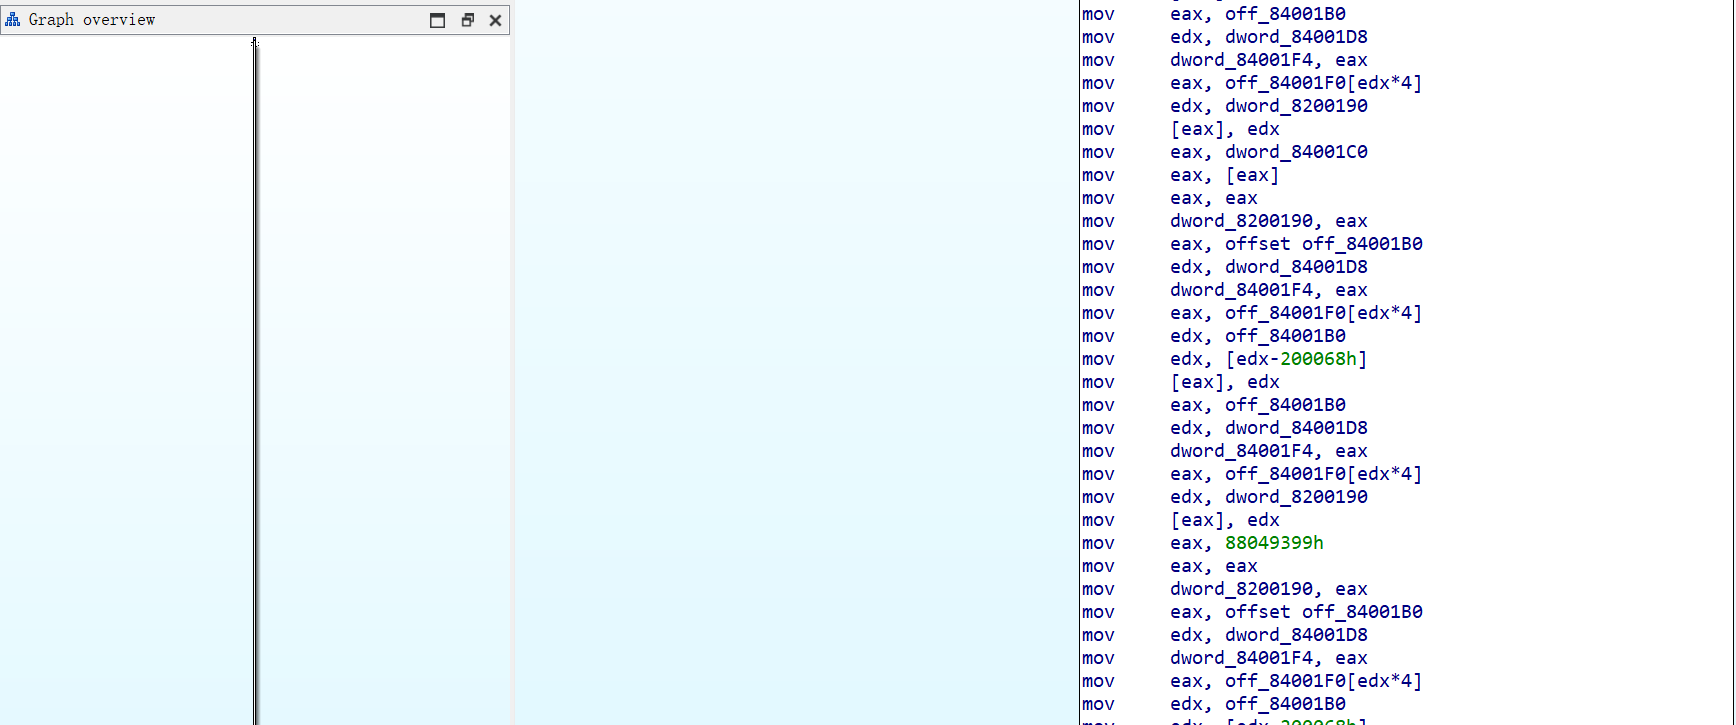 Graph overview
mov eax, off_84001B0
mov edx, dword_84001D8
mov dword_84001F4, eax
mov eax, off_84001F0[edx*4]
mov edx, dword_8200190
mov [eax], edx
mov eax, dword_84001C0
mov eax, [eax]
mov eax, eax
mov dword_8200190, eax
mov eax, offset off_84001B0
mov edx, dword_84001D8
mov dword_84001F4, eax
mov eax, off_84001F0[edx*4]
mov edx, off_84001B0
mov edx, [edx-200068h]
mov [eax], edx
mov eax, off_84001B0
mov edx, dword_84001D8
mov dword_84001F4, eax
mov eax, off_84001F0[edx*4]
mov edx, dword_8200190
mov [eax], edx
mov eax, 88049399h
mov eax, eax
mov dword_8200190, eax
mov eax, offset off_84001B0
mov edx, dword_84001D8
mov dword_84001F4, eax
mov eax, off_84001F0[edx*4]
mov edx, off_84001B0
mov edx, [edx-200068h]